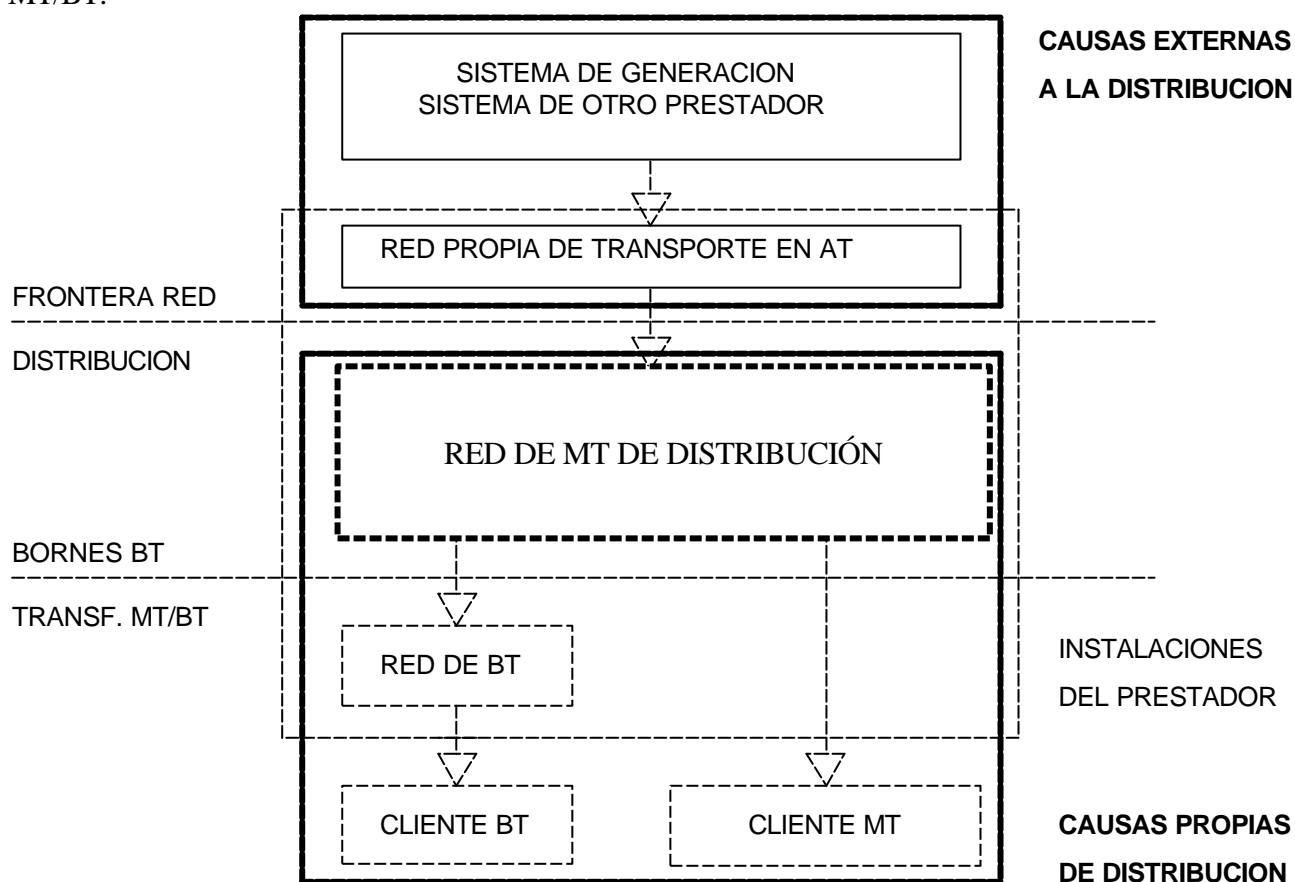 MT/BT.
CAUSAS EXTERNAS
A LA DISTRIBUCION
SISTEMA DE GENERACION
SISTEMA DE OTRO PRESTADOR
RED PROPIA DE TRANSPORTE EN AT
FRONTERA RED
DISTRIBUCION
RED DE MT DE DISTRIBUCIÓN
BORNES BT
TRANSF. MT/BT
RED DE BT
INSTALACIONES
DEL PRESTADOR
CLIENTE BT
CLIENTE MT
CAUSAS PROPIAS
DE DISTRIBUCION